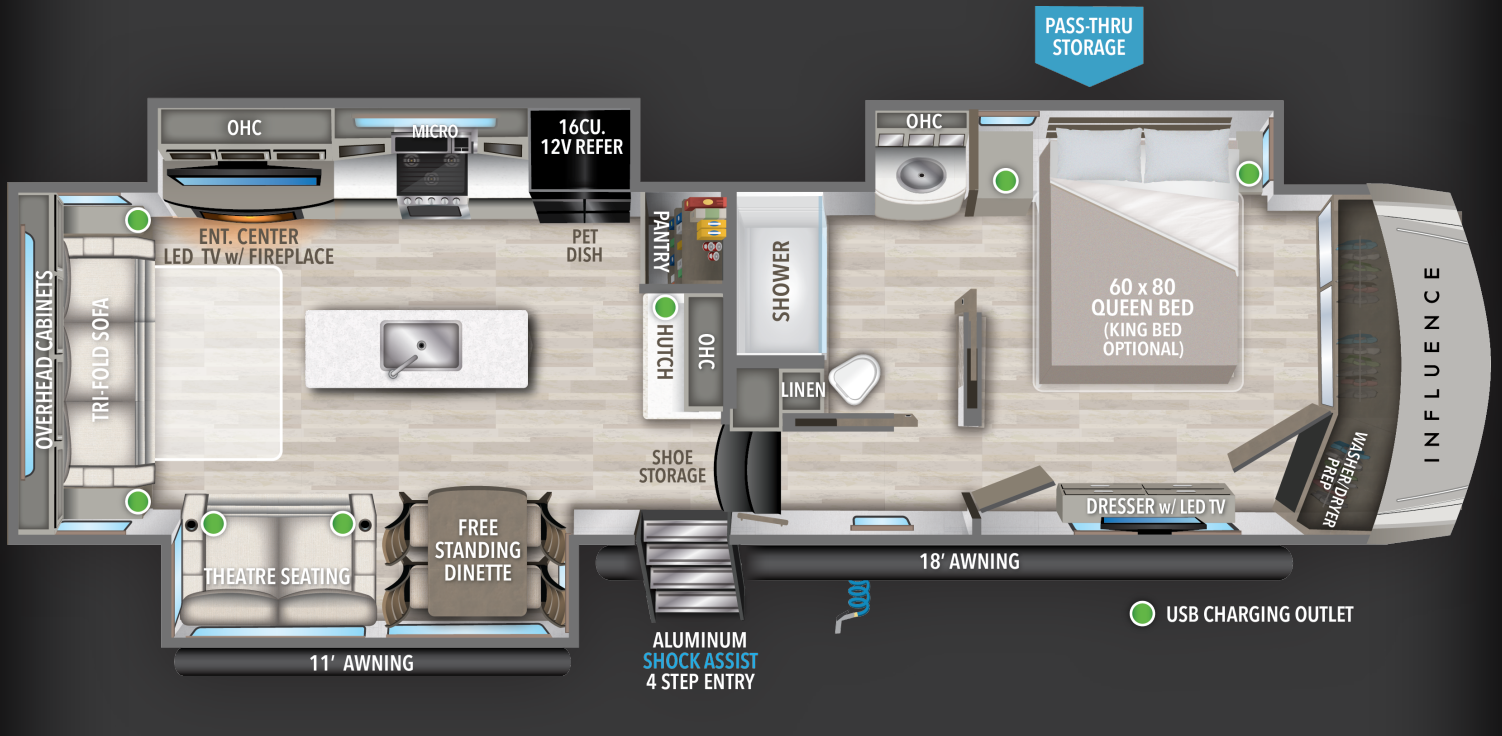 PASS-THRU
STORAGE
OHC
MICRO
16CU.
12V REFER
OHC
ENT. CENTER
LED TV w/ FIREPLACE
PET
DISH
PANTRY
SHOWER
OVERHEAD CABINETS
TRI-FOLD SOFA
HUTCH
OHC
LINEN
60 x 80
QUEEN BED
(KING BED
OPTIONAL)
INFLUENCE
SHOE
STORAGE
WASHER/DRYER
PREP
DRESSER w/ LED TV
THEATRE SEATING
FREE
STANDING
DINETTE
18' AWNING
11' AWNING
ALUMINUM
SHOCK ASSIST
4 STEP ENTRY
USB CHARGING OUTLET